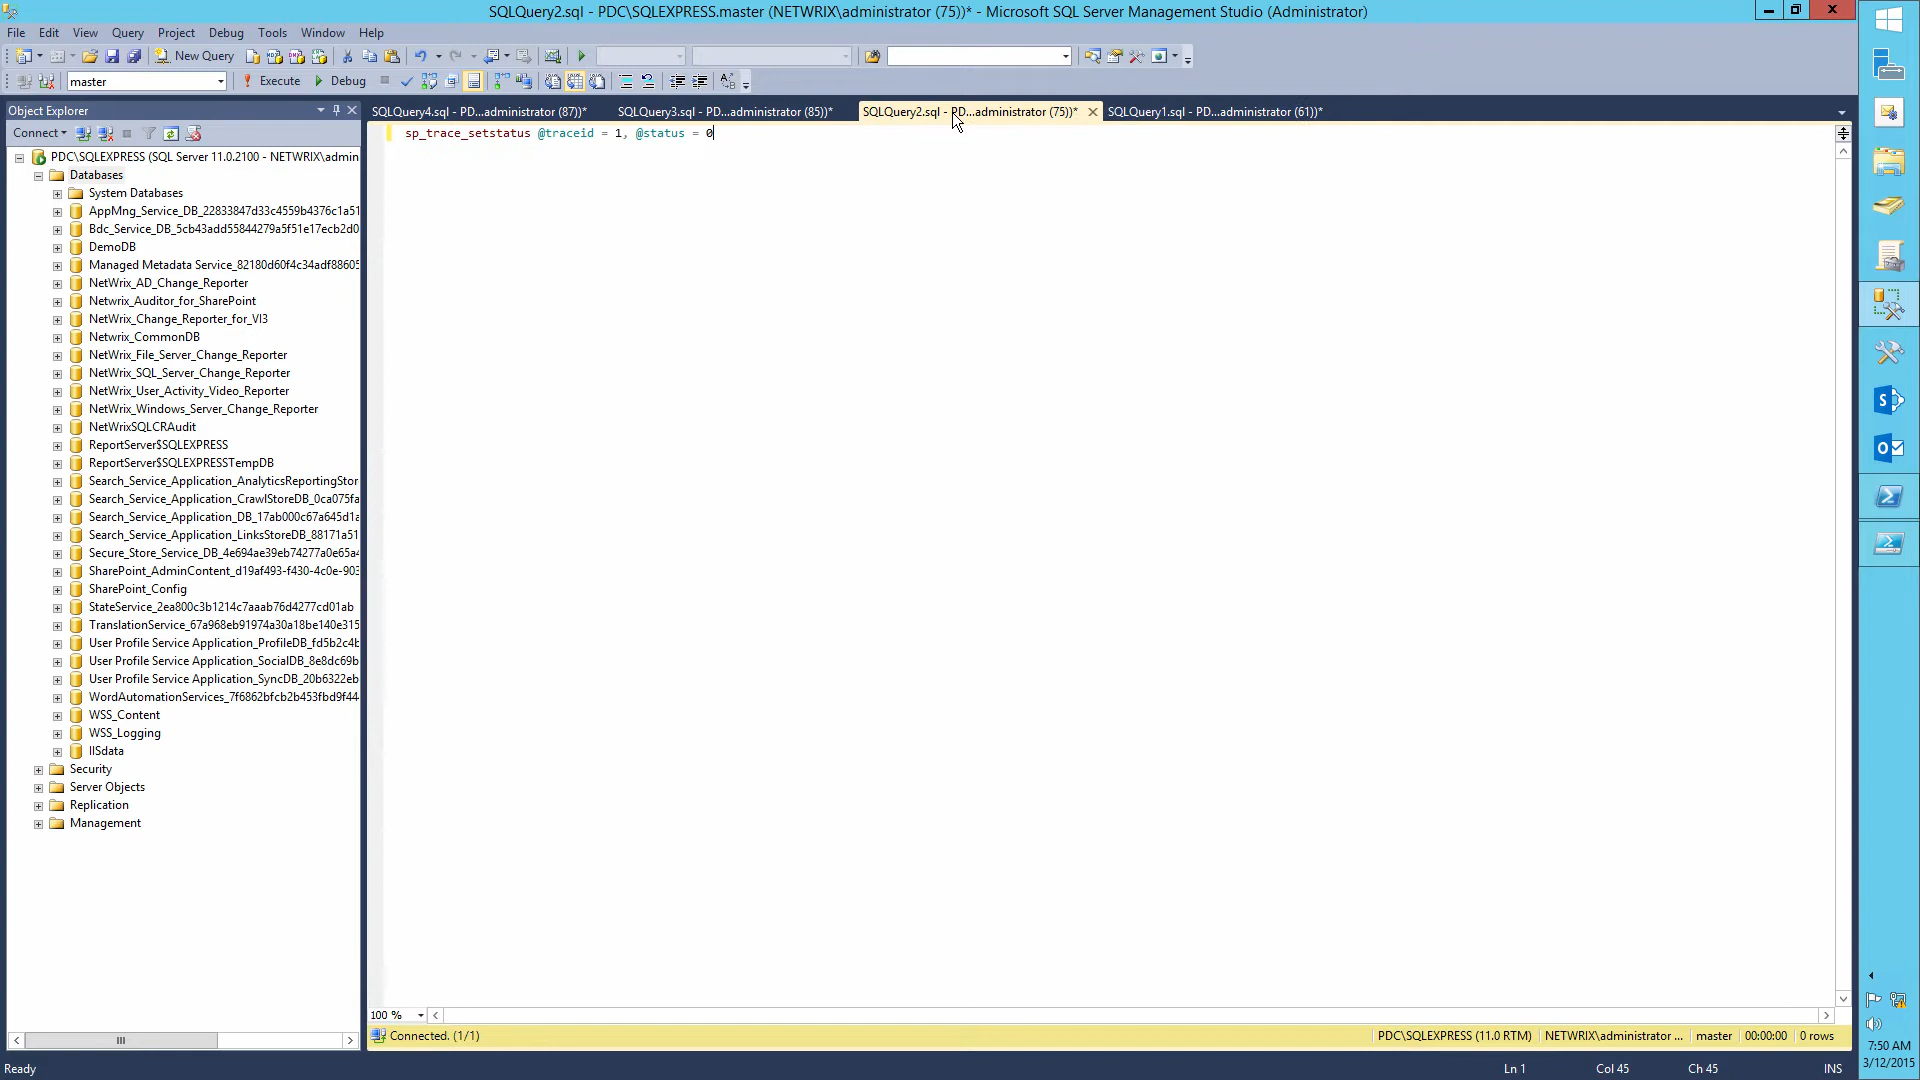 SQLQuery2.sql - PDC\SQLEXPRESS.master (NETWRIX\administrator (75))* - Microsoft SQL Server Management Studio (Administrator)
File Edit View Query Project Debug Tools Window Help
New Query
master Execute Debug
Object Explorer
SQLQuery4.sql - PD...administrator (87))* SQLQuery3.sql - PD...administrator (85))* SQLQuery2.sql - PD...administrator (75))* SQLQuery1.sql - PD...administrator (61))*
Connect
sp_trace_setstatus @traceid = 1, @status = 0
PDC\SQLEXPRESS (SQL Server 11.0.2100 - NETWRIX\admin
Databases
System Databases
AppMng_Service_DB_22833847d33c4559b4376c1a51
Bdc_Service_DB_5cb43add55844279a5f51e17ecb2d0
DemoDB
Managed Metadata Service_82180d60f4c34adf88605
NetWrix_AD_Change_Reporter
Netwrix_Auditor_for_SharePoint
NetWrix_Change_Reporter_for_VI3
Netwrix_CommonDB
NetWrix_File_Server_Change_Reporter
NetWrix_SQL_Server_Change_Reporter
NetWrix_User_Activity_Video_Reporter
NetWrix_Windows_Server_Change_Reporter
NetWrixSQLCRAudit
ReportServer$SQLEXPRESS
ReportServer$SQLEXPRESSTempDB
Search_Service_Application_AnalyticsReportingStor
Search_Service_Application_CrawlStoreDB_0ca075fa
Search_Service_Application_DB_17ab000c67a645d1a
Search_Service_Application_LinksStoreDB_88171a51
Secure_Store_Service_DB_4e694ae39eb74277a0e65a4
SharePoint_AdminContent_d19af493-f430-4c0e-903
SharePoint_Config
StateService_2ea800c3b1214c7aaab76d4277cd01ab
TranslationService_67a968eb91974a30a18be140e315
User Profile Service Application_ProfileDB_fd5b2c4b
User Profile Service Application_SocialDB_8e8dc69b
User Profile Service Application_SyncDB_20b6322eb
WordAutomationServices_7f6862bfcb2b453fbd9f44
WSS_Content
WSS_Logging
IISdata
Security
Server Objects
Replication
Management
100 %
Connected. (1/1) PDC\SQLEXPRESS (11.0 RTM) NETWRIX\administrator ... master 00:00:00 0 rows
Ready Ln 1 Col 45 Ch 45 INS
7:50 AM
3/12/2015